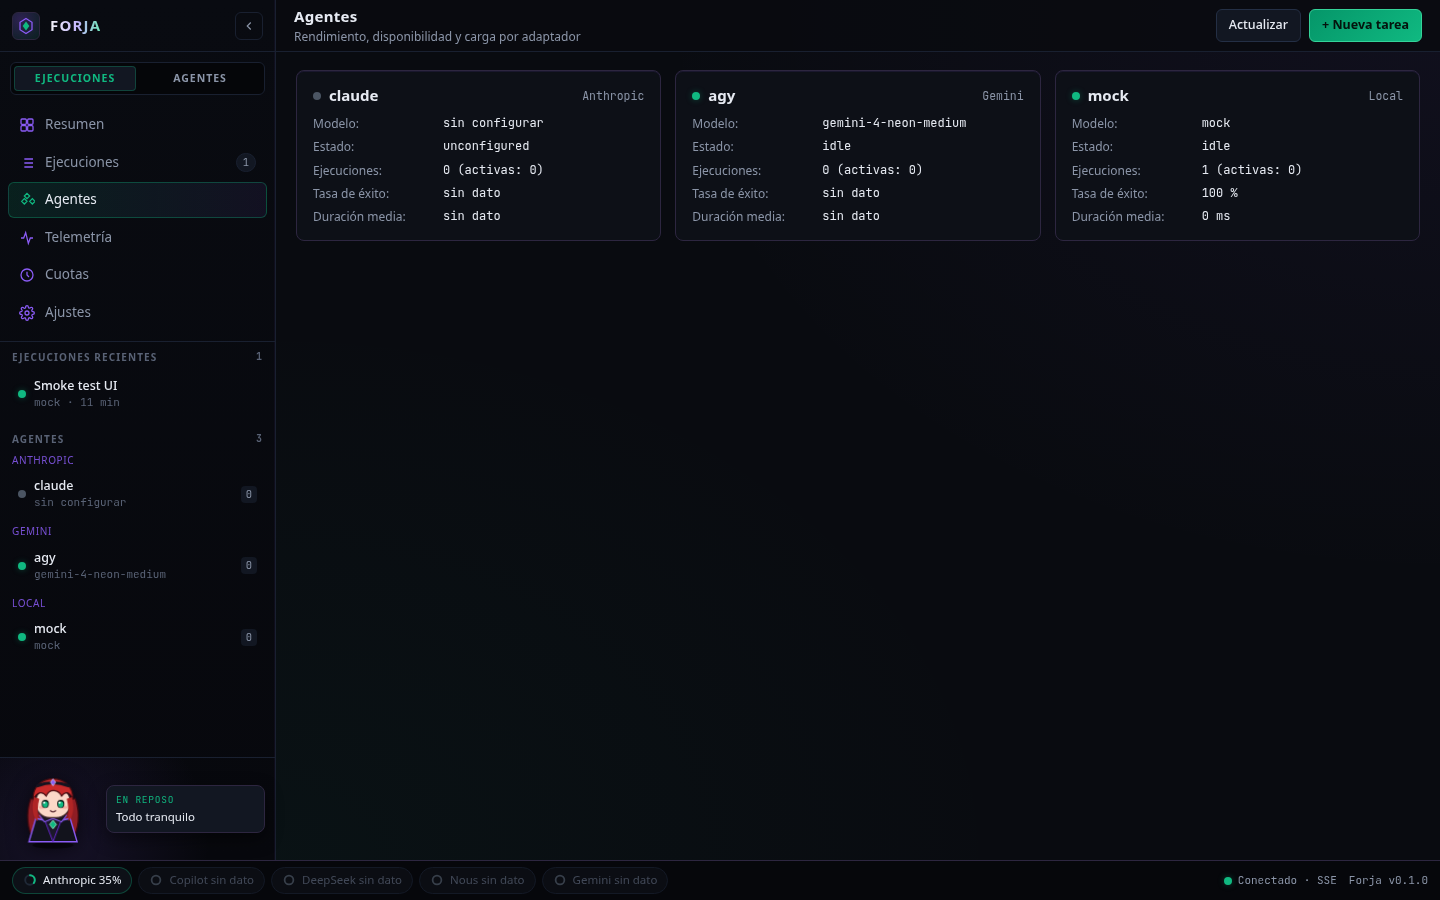 FORJA
EJECUCIONES
AGENTES
Resumen
Ejecuciones
1
Agentes
Telemetría
Cuotas
Ajustes
EJECUCIONES RECIENTES
1
Smoke test UI
mock · 11 min
AGENTES
3
ANTHROPIC
claude
sin configurar
0
GEMINI
agy
gemini-4-neon-medium
0
LOCAL
mock
mock
0
EN REPOSO
Todo tranquilo
Agentes
Rendimiento, disponibilidad y carga por adaptador
Actualizar
+ Nueva tarea
claude
Anthropic
Modelo: sin configurar
Estado: unconfigured
Ejecuciones: 0 (activas: 0)
Tasa de éxito: sin dato
Duración media: sin dato
agy
Gemini
Modelo: gemini-4-neon-medium
Estado: idle
Ejecuciones: 0 (activas: 0)
Tasa de éxito: sin dato
Duración media: sin dato
mock
Local
Modelo: mock
Estado: idle
Ejecuciones: 1 (activas: 0)
Tasa de éxito: 100 %
Duración media: 0 ms
Anthropic 35%
Copilot sin dato
DeepSeek sin dato
Nous sin dato
Gemini sin dato
Conectado · SSE
Forja v0.1.0